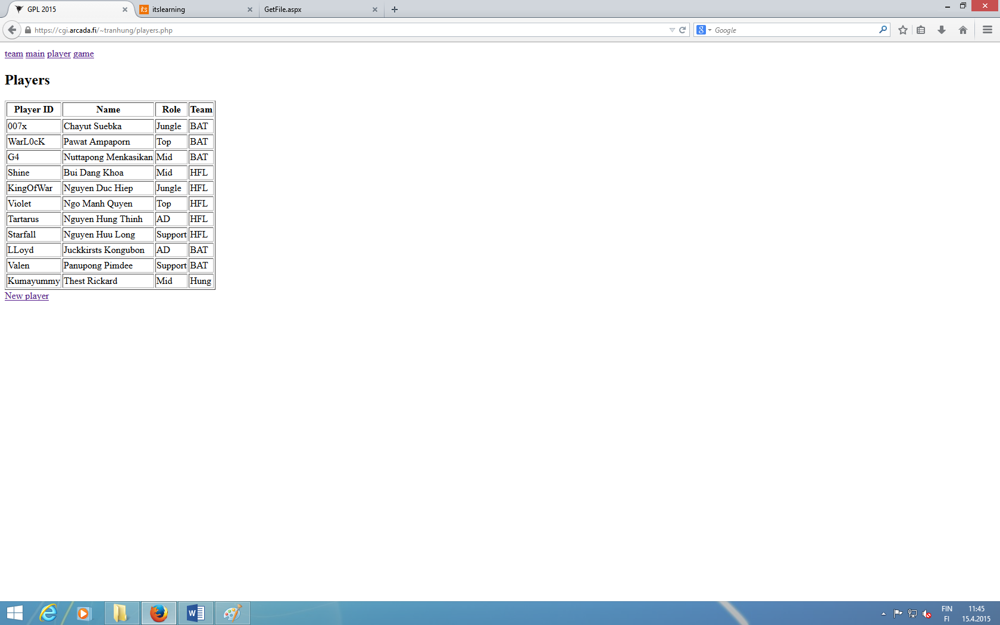 GPL 2015
itslearning
GetFile.aspx
https://cgi.arcada.fi/~tranhung/players.php
Google
team main player game
Players
Player ID Name Role Team
007x Chayut Suebka Jungle BAT
WarL0cK Pawat Ampaporn Top BAT
G4 Nuttapong Menkasikan Mid BAT
Shine Bui Dang Khoa Mid HFL
KingOfWar Nguyen Duc Hiep Jungle HFL
Violet Ngo Manh Quyen Top HFL
Tartarus Nguyen Hung Thinh AD HFL
Starfall Nguyen Huu Long Support HFL
LLoyd Juckkirsts Kongubon AD BAT
Valen Panupong Pimdee Support BAT
Kumayummy Thest Rickard Mid Hung
New player
FIN 11:45
FI 15.4.2015